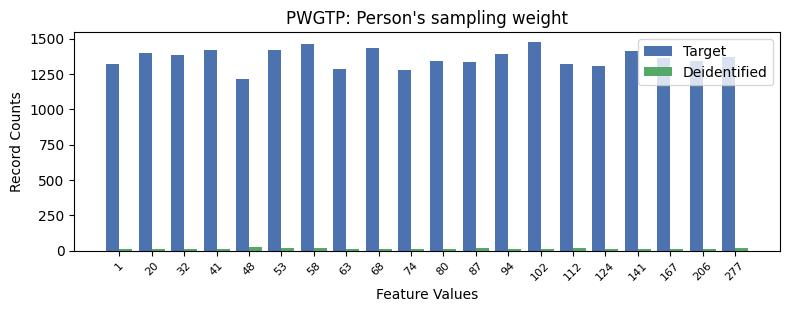 PWGTP: Person's sampling weight
Target
Deidentified
Record Counts
1500
1250
1000
750
500
250
0
1 20 32 41 48 53 58 63 68 74 80 87 94 102 112 124 141 167 206 277
Feature Values